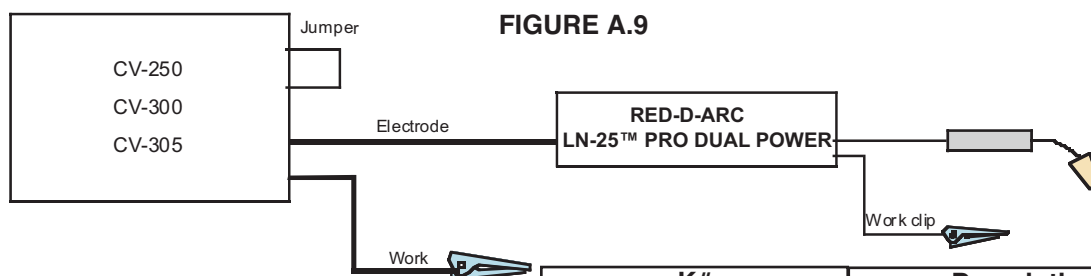 FIGURE A.9
Jumper
CV-250
CV-300
CV-305
Electrode
RED-D-ARC
LN-25™ PRO DUAL POWER
Work clip
Work
K#